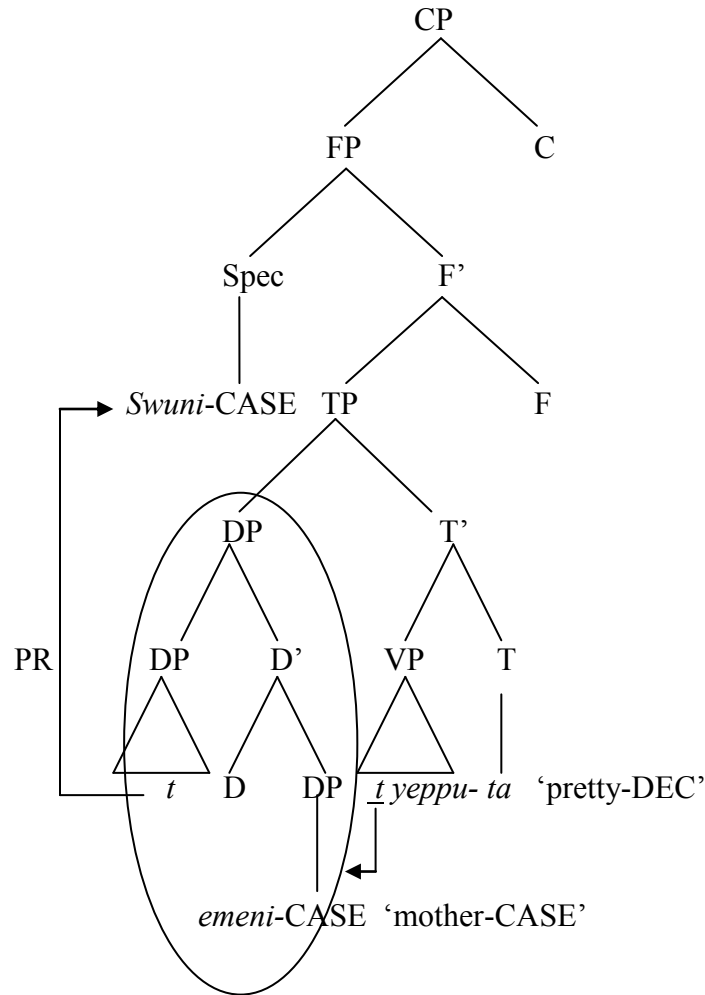 CP
FP C
Spec F’
Swuni-CASE TP F
DP T’
PR DP D’ VP T
t D DP t yeppu- ta ‘pretty-DEC’
emeni-CASE ‘mother-CASE’